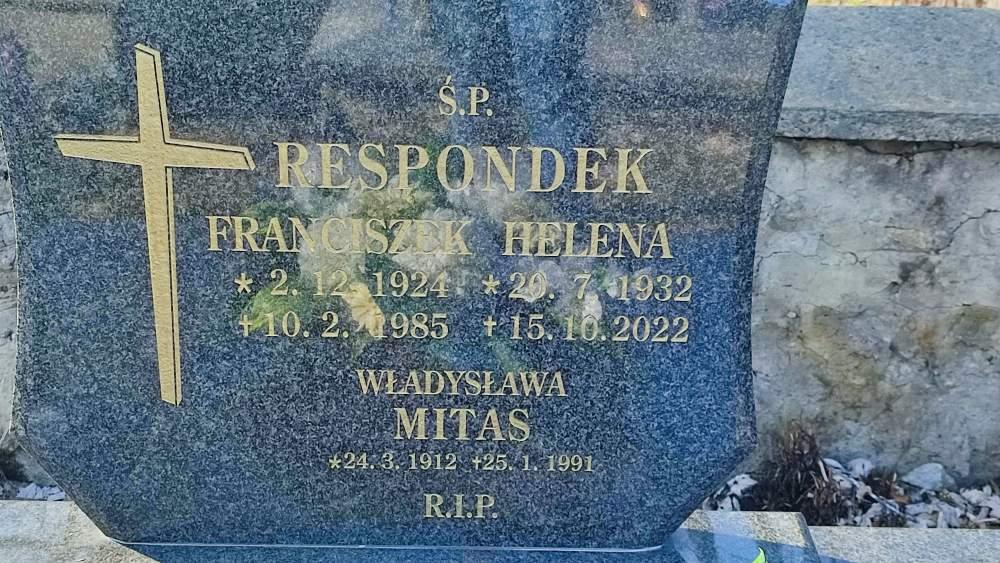 Ś.P.
RESPONDEK
FRANCISZEK HELENA
* 2. 12. 1924 * 20. 7. 1932
+ 10. 2. 1985 + 15. 10. 2022
WŁADYSŁAWA
MITAS
* 24. 3. 1912 + 25. 1. 1991
R.I.P.